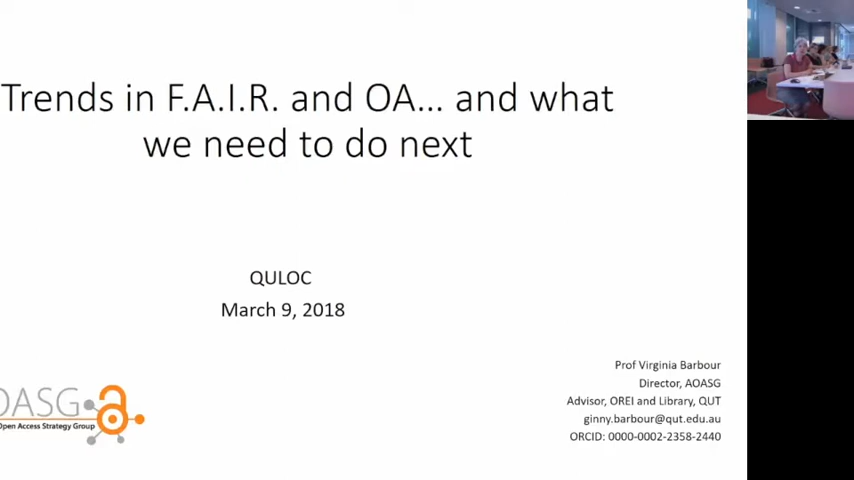 Trends in F.A.I.R. and OA... and what
we need to do next
QULOC
March 9, 2018
Prof Virginia Barbour
Director, AOASG
Advisor, OREI and Library, QUT
ginny.barbour@qut.edu.au
ORCID: 0000-0002-2358-2440
OASG
Open Access Strategy Group